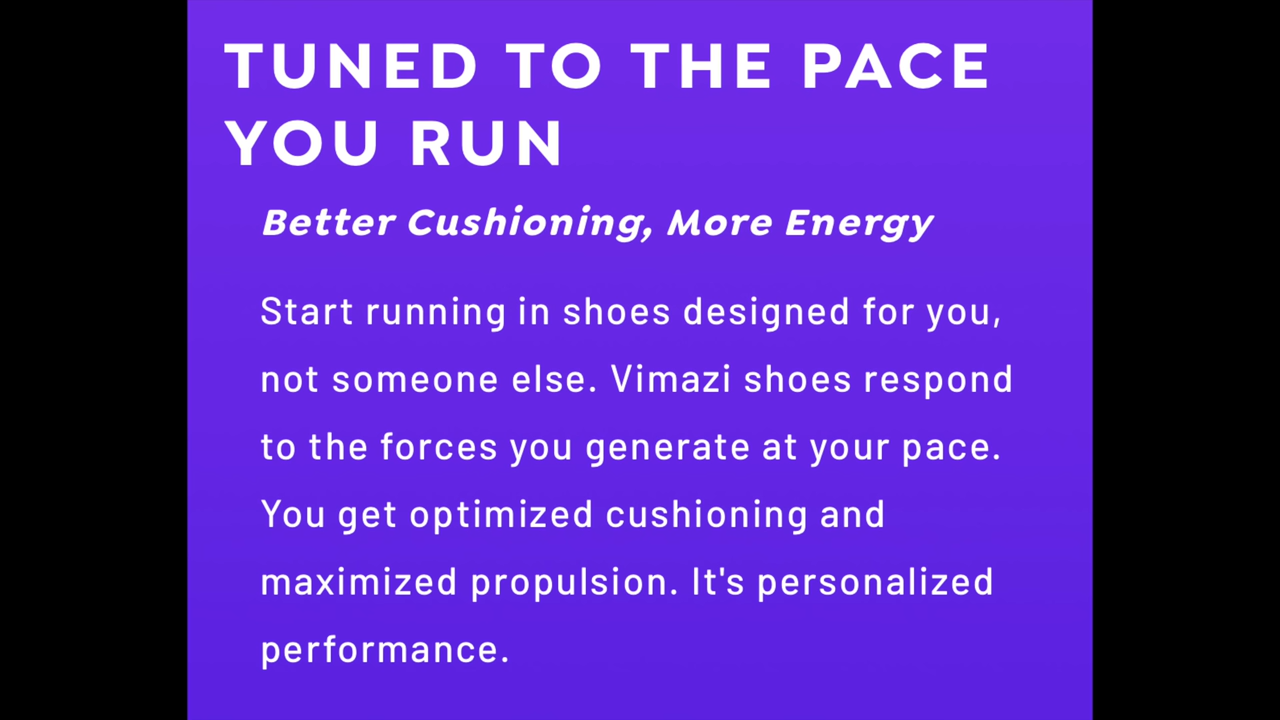 TUNED TO THE PACE
YOU RUN
Better Cushioning, More Energy
Start running in shoes designed for you,
not someone else. Vimazi shoes respond
to the forces you generate at your pace.
You get optimized cushioning and
maximized propulsion. It's personalized
performance.